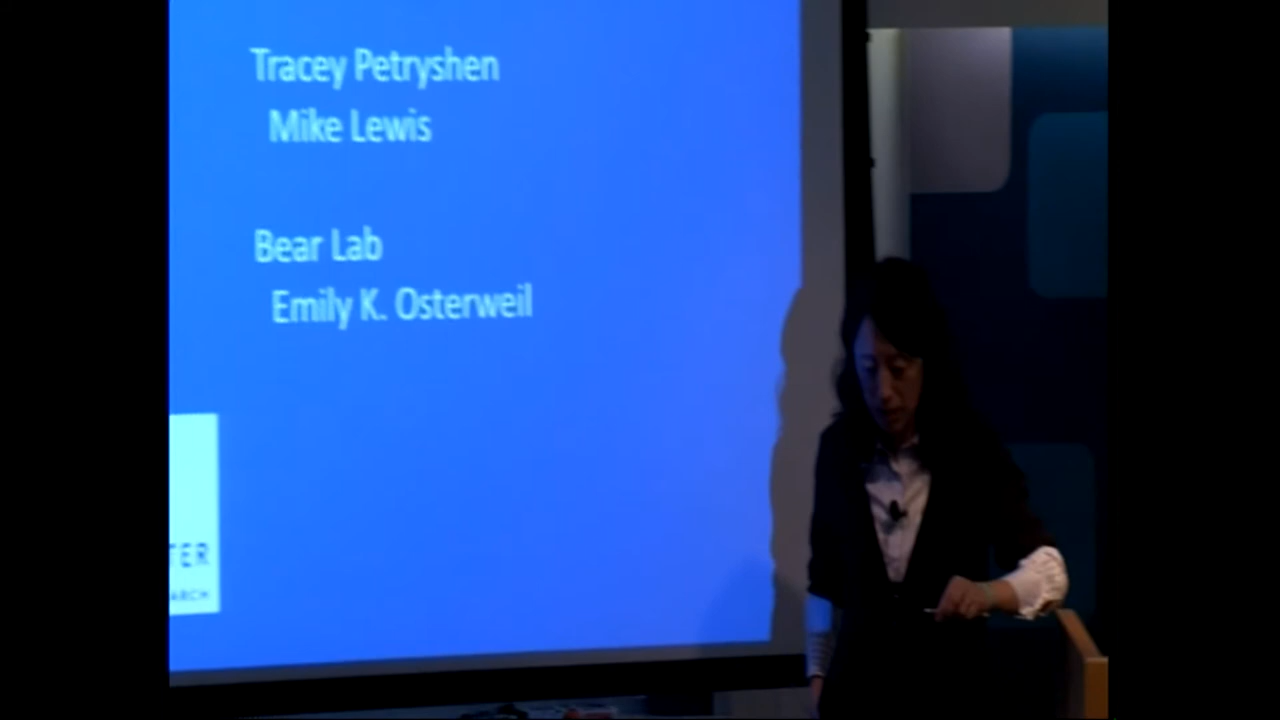 Tracey Petryshen
Mike Lewis
Bear Lab
Emily K. Osterweil
TER
ARCH